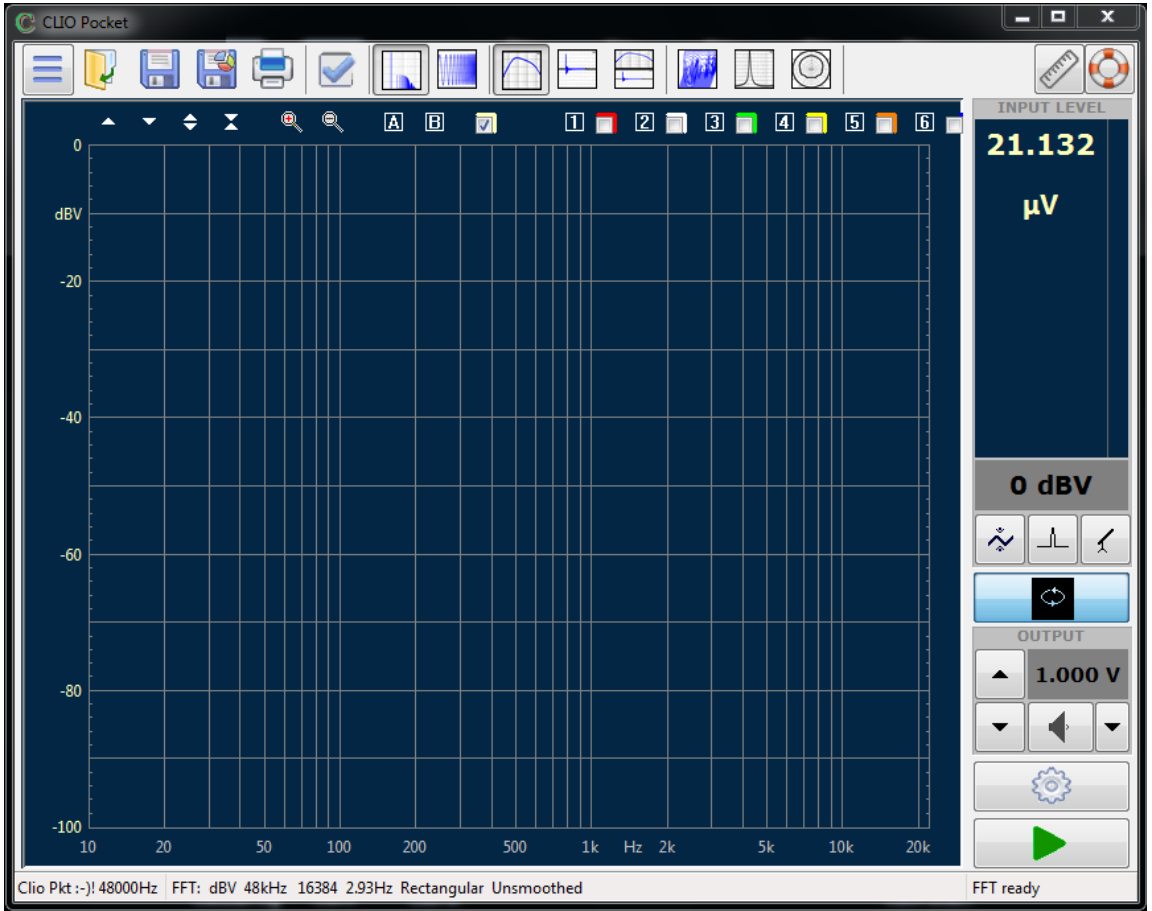 CLIO Pocket
INPUT LEVEL
A B 1 2 3 4 5 6
21.132
µV
0
dBV
-20
-40
-60
-80
-100
10 20 50 100 200 500 1k Hz 2k 5k 10k 20k
0 dBV
OUTPUT
1.000 V
Clio Pkt :-)! 48000Hz FFT: dBV 48kHz 16384 2.93Hz Rectangular Unsmoothed FFT ready